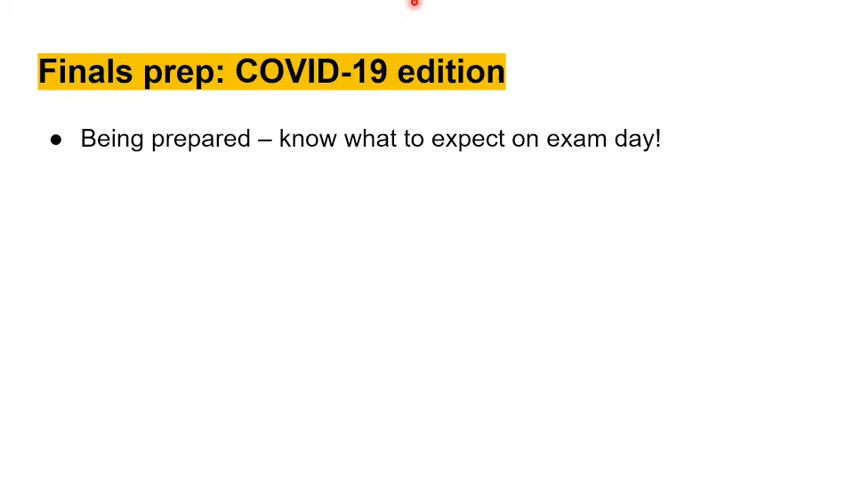 Finals prep: COVID-19 edition
● Being prepared – know what to expect on exam day!